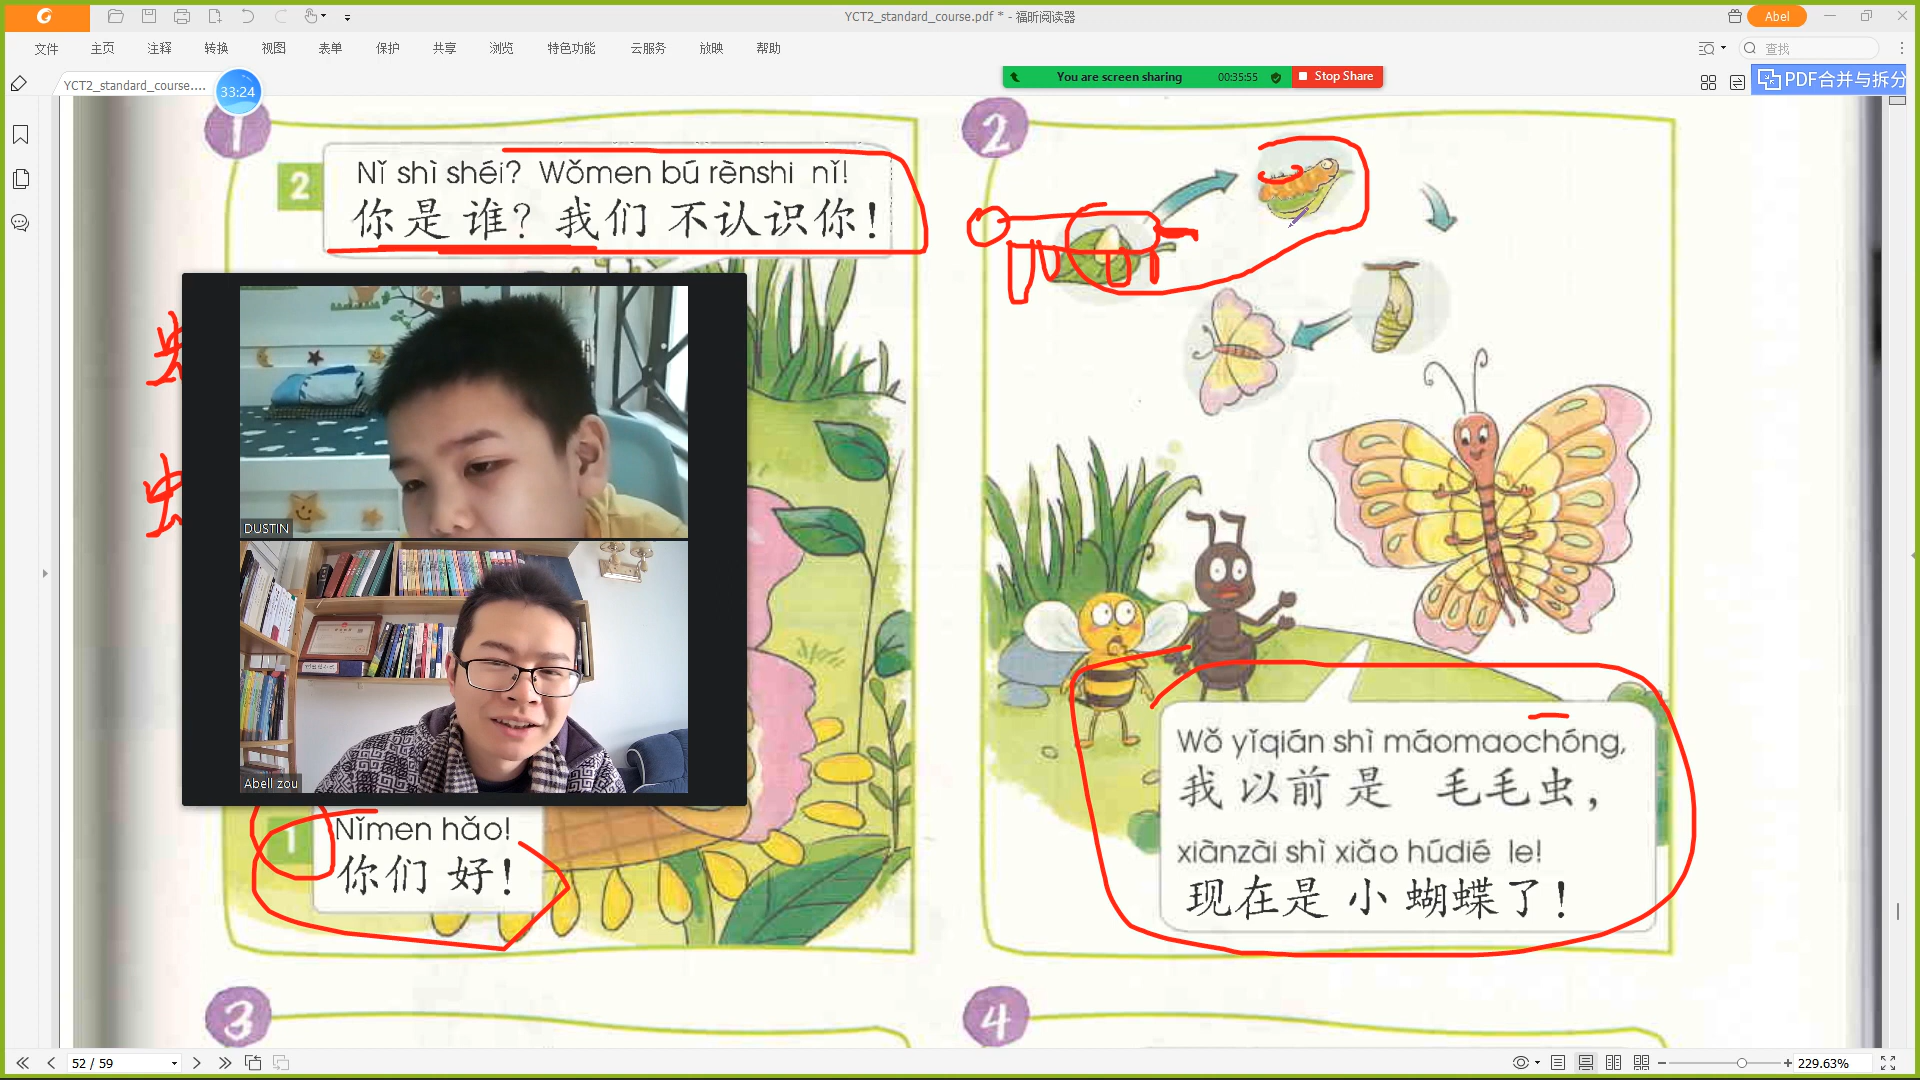 YCT2_standard_course.pdf * - 福昕阅读器
Abel
文件 主页 注释 转换 视图 表单 保护 共享 浏览 特色功能 云服务 放映 帮助
查找
YCT2_standard_course....
33:24
You are screen sharing 00:35:55 Stop Share
PDF合并与拆分
1
2
Nǐ shì shéi? Wǒmen bú rènshi nǐ!
你是谁？我们不认识你！
DUSTIN
Abell zou
1
Nǐmen hǎo!
你们好！
2
Wǒ yǐqián shì máomaochóng,
我以前是 毛毛虫，
xiànzài shì xiǎo húdié le!
现在是小蝴蝶了！
3
4
52 / 59
229.63%